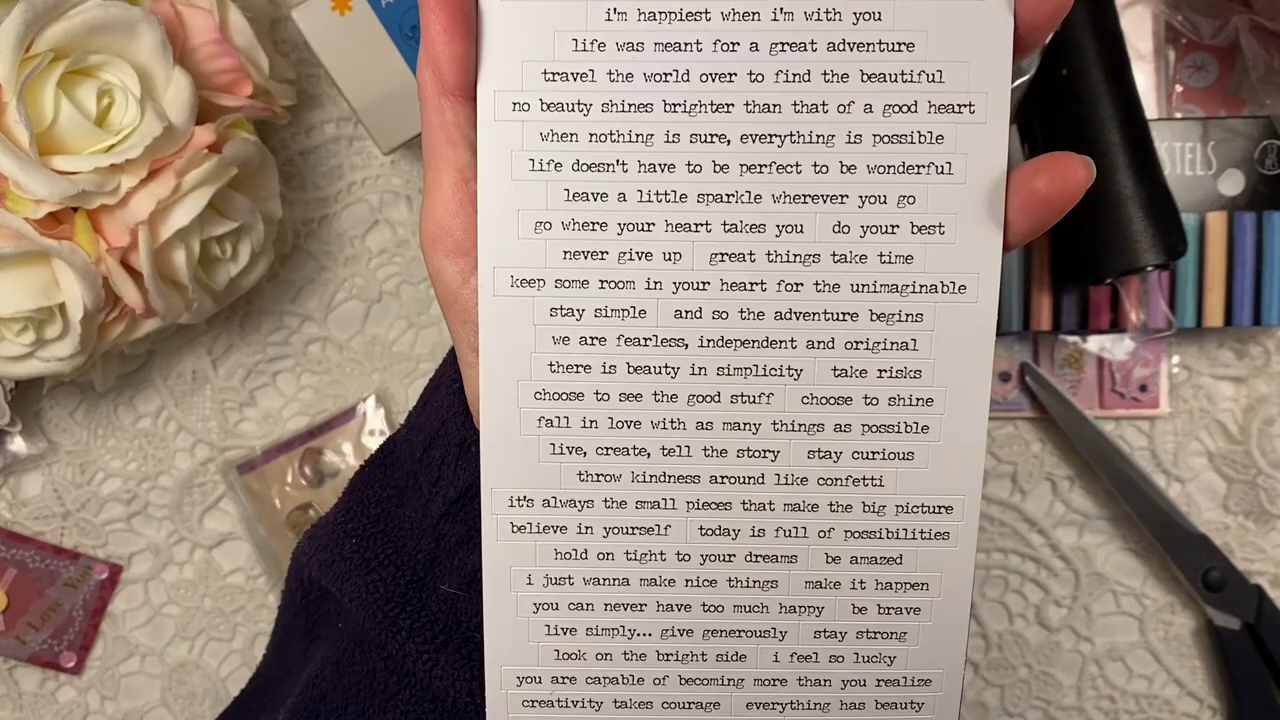 i'm happiest when i'm with you
life was meant for a great adventure
travel the world over to find the beautiful
no beauty shines brighter than that of a good heart
when nothing is sure, everything is possible
life doesn't have to be perfect to be wonderful
leave a little sparkle wherever you go
go where your heart takes you do your best
never give up great things take time
keep some room in your heart for the unimaginable
stay simple and so the adventure begins
we are fearless, independent and original
there is beauty in simplicity take risks
choose to see the good stuff choose to shine
fall in love with as many things as possible
live, create, tell the story stay curious
throw kindness around like confetti
it's always the small pieces that make the big picture
believe in yourself today is full of possibilities
hold on tight to your dreams be amazed
i just wanna make nice things make it happen
you can never have too much happy be brave
live simply... give generously stay strong
look on the bright side i feel so lucky
you are capable of becoming more than you realize
creativity takes courage everything has beauty
STELS
I Love You